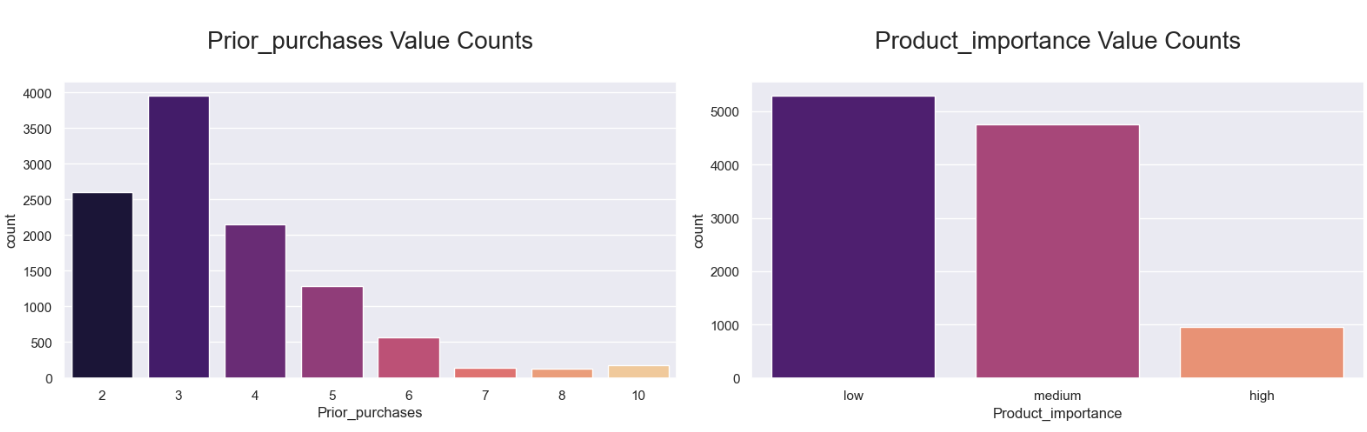 Prior_purchases Value Counts
4000
3500
3000
2500
2000
1500
1000
500
0
count
2 3 4 5 6 7 8 10
Prior_purchases
Product_importance Value Counts
5000
4000
3000
2000
1000
0
count
low medium high
Product_importance